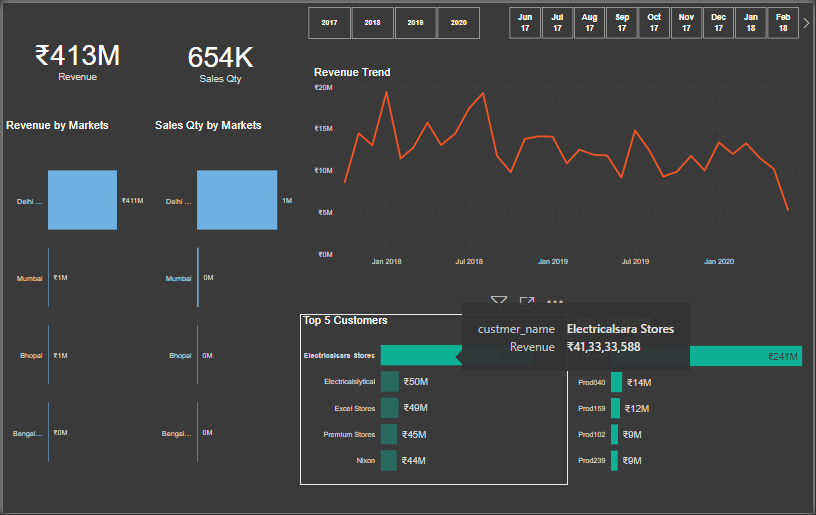 2017 2018 2019 2020
Jun 17 Jul 17 Aug 17 Sep 17 Oct 17 Nov 17 Dec 17 Jan 18 Feb 18
₹413M
Revenue
654K
Sales Qty
Revenue Trend
₹20M
₹15M
₹10M
₹5M
₹0M
Jan 2018 Jul 2018 Jan 2019 Jul 2019 Jan 2020
Revenue by Markets
Delhi ... ₹411M
Mumbai ₹1M
Bhopal ₹1M
Bengal... ₹0M
Sales Qty by Markets
Delhi ... 1M
Mumbai 0M
Bhopal 0M
Bengal... 0M
Top 5 Customers
Electricalsara Stores
Electricalslytical ₹50M
Excel Stores ₹49M
Premium Stores ₹45M
Nixon ₹44M
custmer_name Electricalsara Stores
Revenue ₹41,33,33,588
₹241M
Prod040 ₹14M
Prod159 ₹12M
Prod102 ₹9M
Prod239 ₹9M